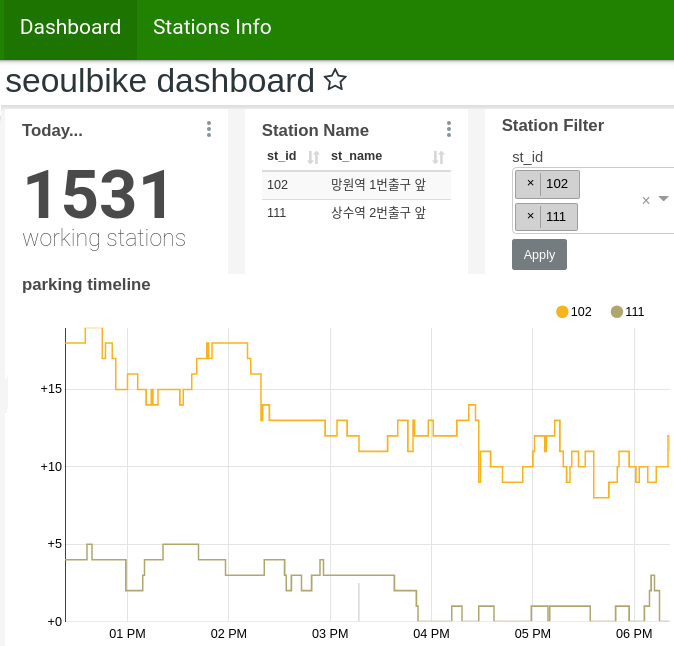 Dashboard Stations Info
seoulbike dashboard
Today...
1531
working stations
Station Name
st_id st_name
102 망원역 1번출구 앞
111 상수역 2번출구 앞
Station Filter
st_id
× 102
× 111
×
Apply
parking timeline
102 111
+15
+10
+5
+0
01 PM 02 PM 03 PM 04 PM 05 PM 06 PM